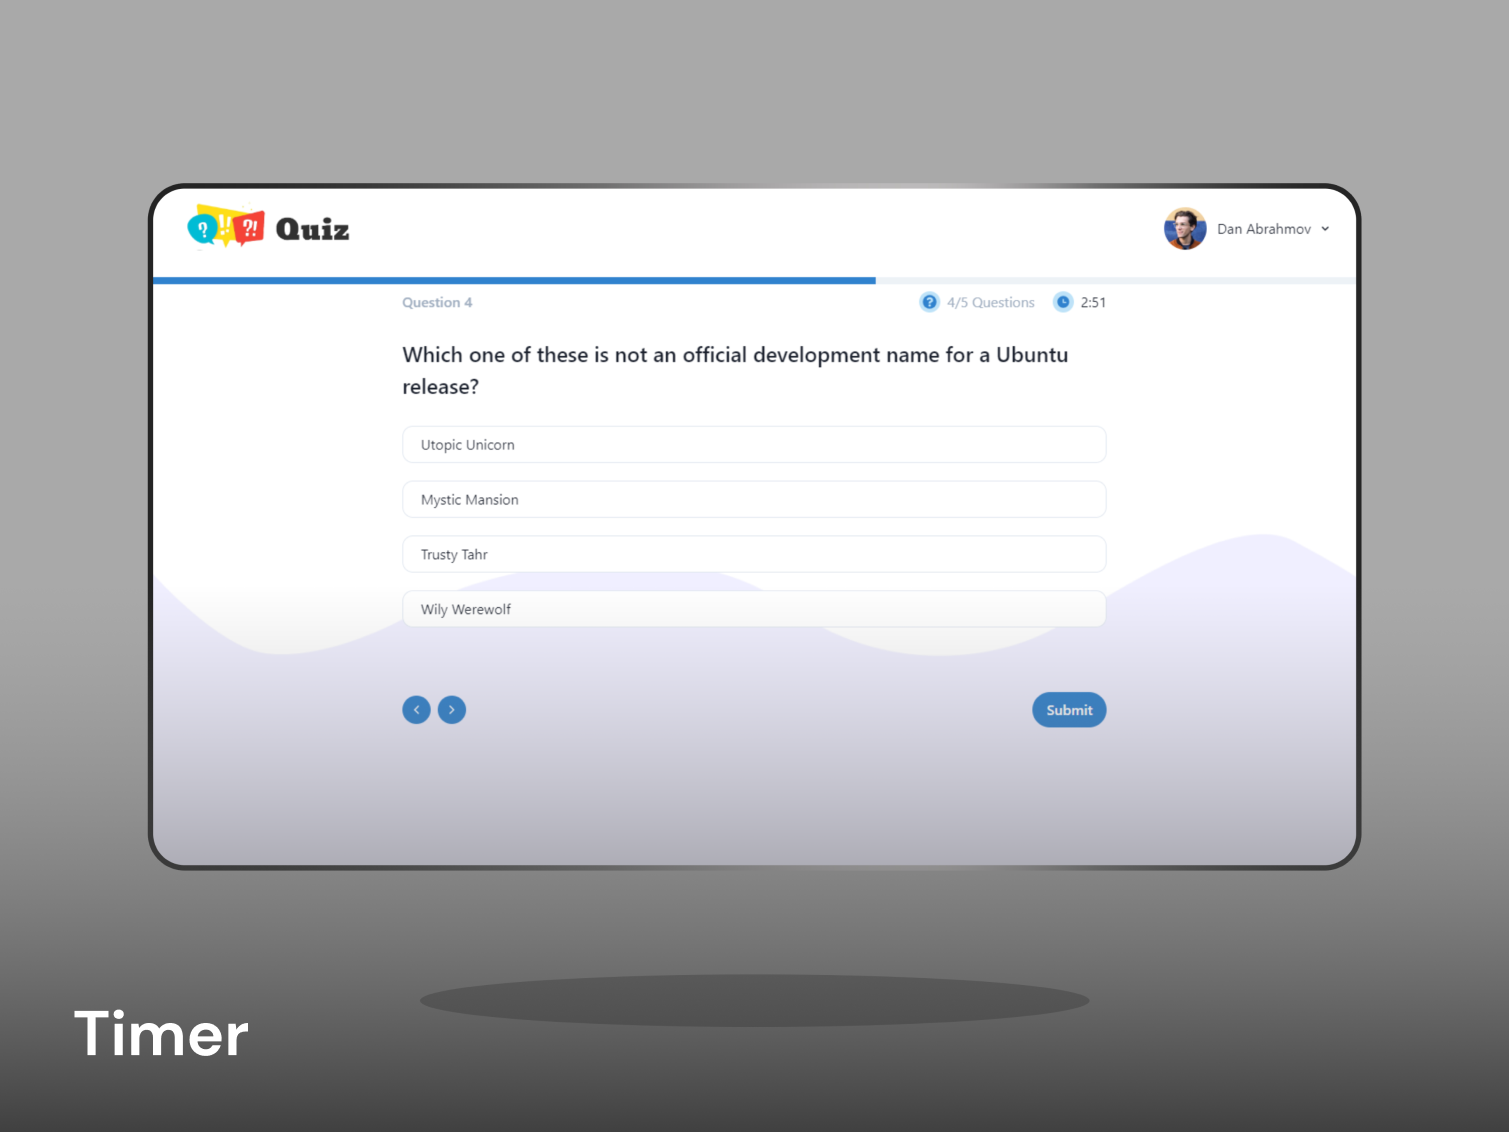 ? !! ?! Quiz
Dan Abrahmov
Question 4
? 4/5 Questions
2:51
Which one of these is not an official development name for a Ubuntu
release?
Utopic Unicorn
Mystic Mansion
Trusty Tahr
Wily Werewolf
Submit
Timer